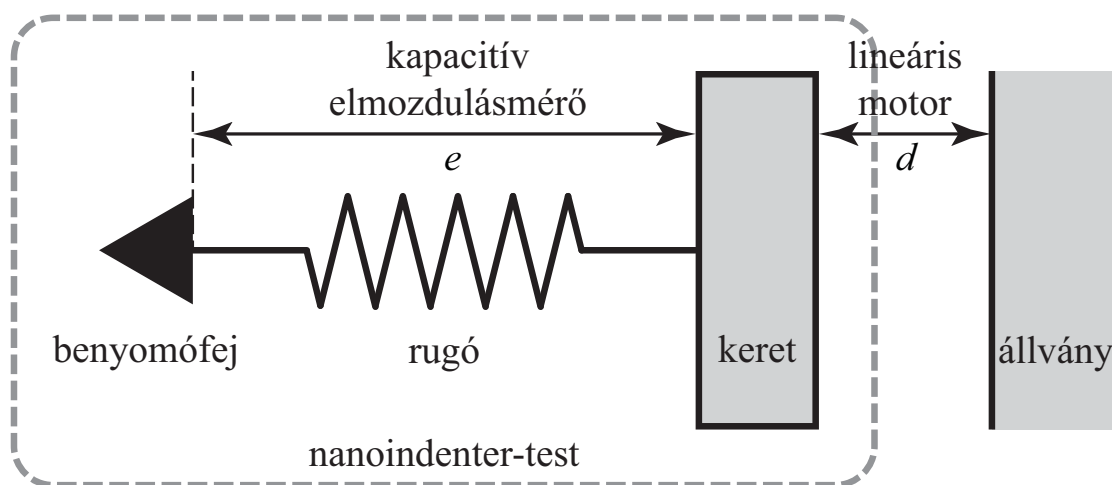 kapacitív
elmozdulásmérő
e
lineáris
motor
d
benyomófej
rugó
keret
állvány
nanoindenter-test